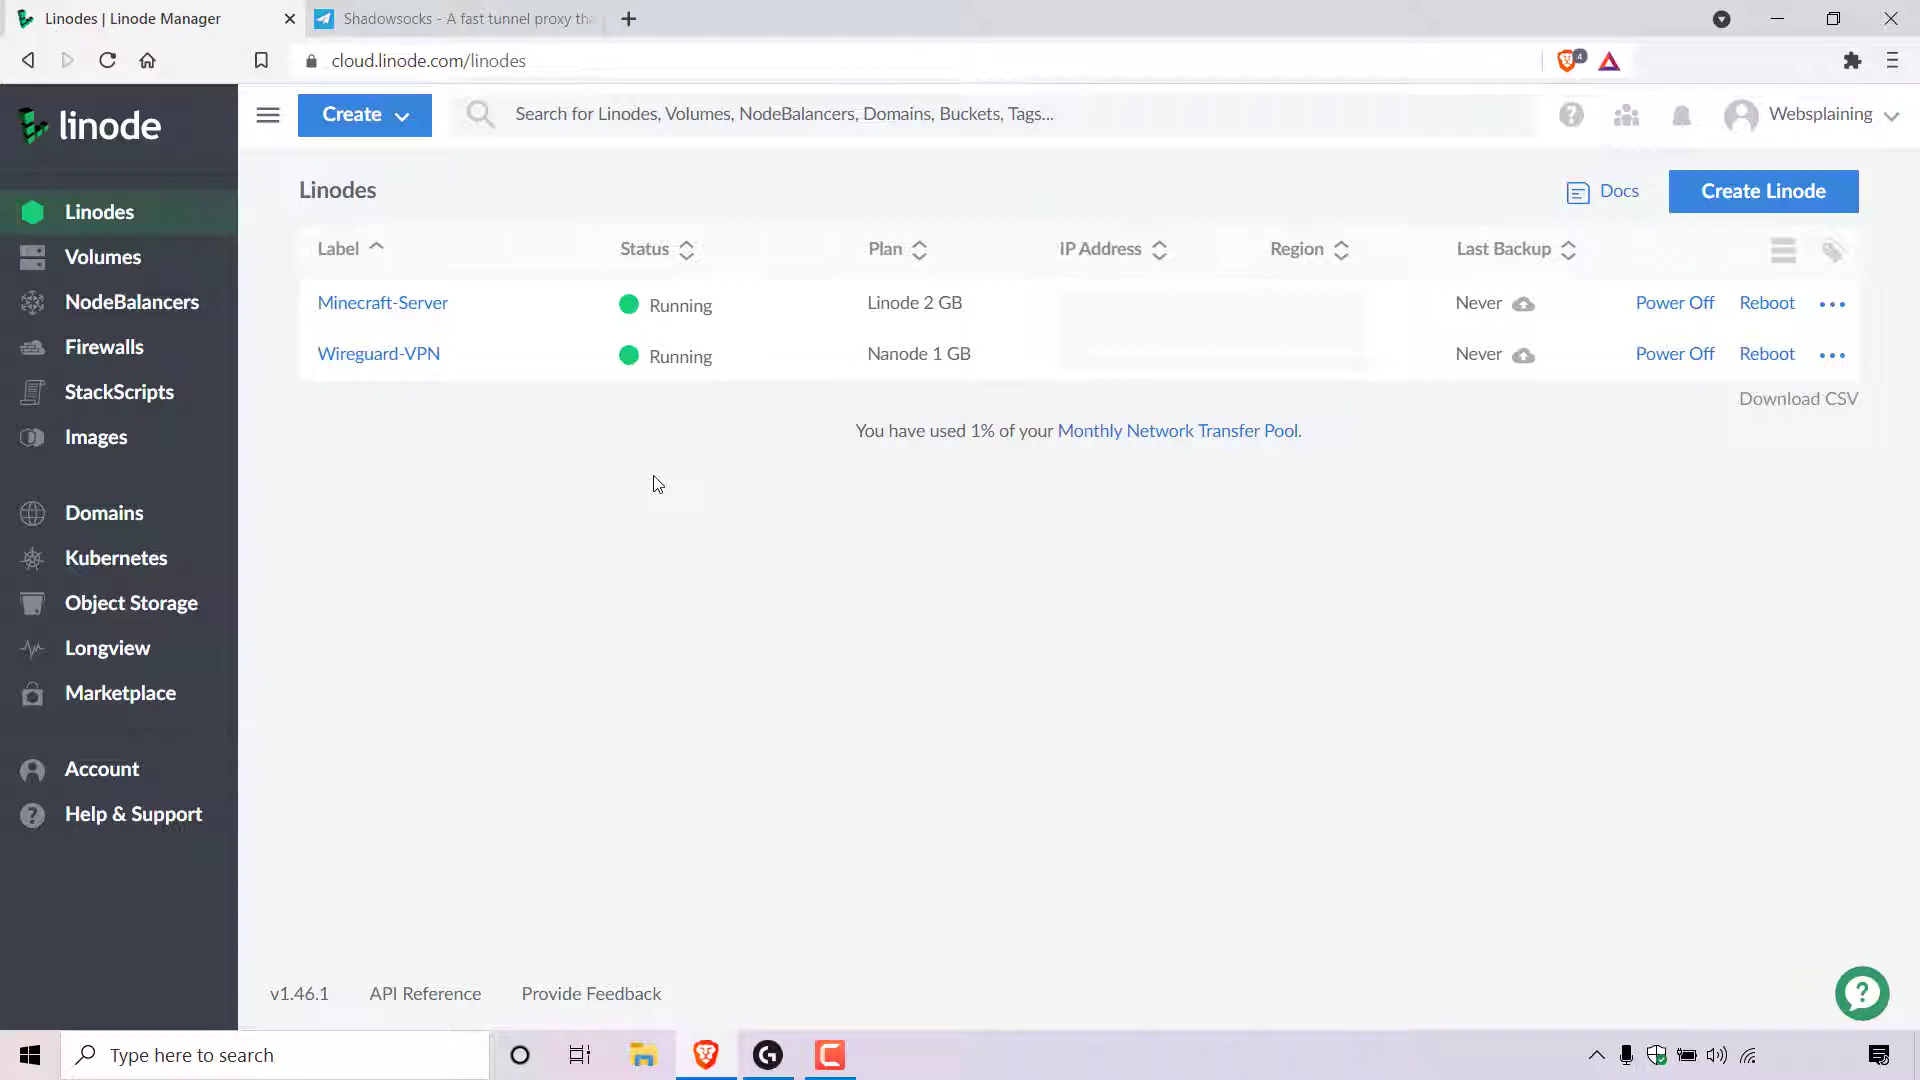 Linodes | Linode Manager
Shadowsocks - A fast tunnel proxy tha
cloud.linode.com/linodes
4
linode
Create
Search for Linodes, Volumes, NodeBalancers, Domains, Buckets, Tags...
Websplaining
Linodes
Volumes
NodeBalancers
Firewalls
StackScripts
Images
Domains
Kubernetes
Object Storage
Longview
Marketplace
Account
Help & Support
Linodes
Docs
Create Linode
Label Status Plan IP Address Region Last Backup
Minecraft-Server Running Linode 2 GB Never Power Off Reboot
Wireguard-VPN Running Nanode 1 GB Never Power Off Reboot
Download CSV
You have used 1% of your Monthly Network Transfer Pool.
v1.46.1 API Reference Provide Feedback
Type here to search